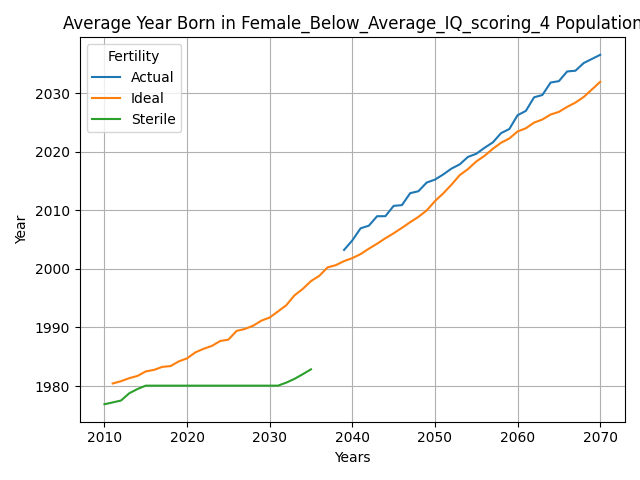 Average Year Born in Female_Below_Average_IQ_scoring_4 Population
Fertility
Actual
Ideal
Sterile
Year
2030
2020
2010
2000
1990
1980
2010 2020 2030 2040 2050 2060 2070
Years